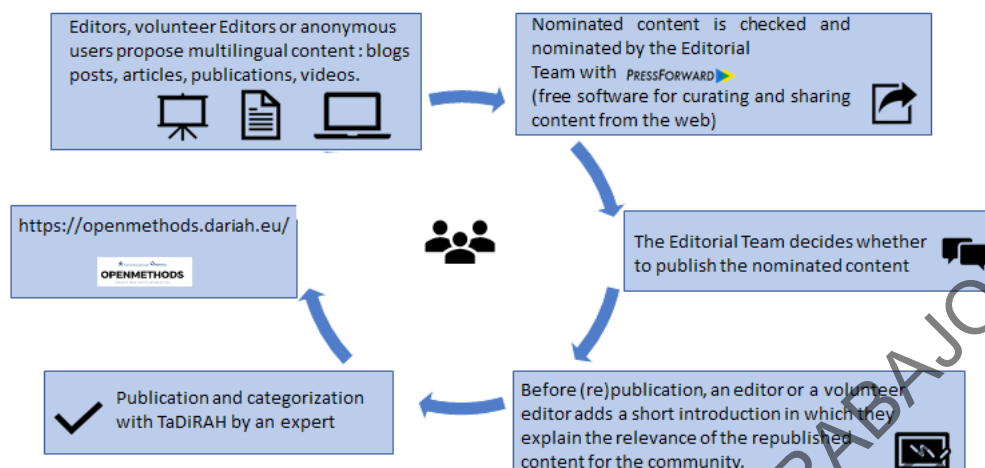 Editors, volunteer Editors or anonymous
users propose multilingual content : blogs
posts, articles, publications, videos.
Nominated content is checked and
nominated by the Editorial
Team with PRESSFORWARD
(free software for curating and sharing
content from the web)
The Editorial Team decides whether
to publish the nominated content
Before (re)publication, an editor or a volunteer
editor adds a short introduction in which they
explain the relevance of the republished
content for the community.
Publication and categorization
with TaDiRAH by an expert
https://openmethods.dariah.eu/
OPENMETHODS
RABAJO